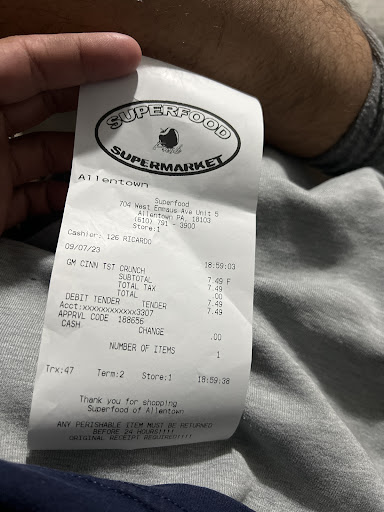 SUPERFOOD
SUPERMARKET
Allentown
Superfood
704 West Emmaus Ave Unit 5
Allentown PA, 18103
(610) 791 - 3900
Store:1
Cashier: 126 RICARDO
09/07/23 18:59:03
GM CINN TST CRUNCH 7.49 F
SUBTOTAL 7.49
TOTAL TAX .00
TOTAL 7.49
DEBIT TENDER TENDER 7.49
Acct:xxxxxxxxxxxx3307
APPRVL CODE 188656
CASH CHANGE .00
NUMBER OF ITEMS 1
Trx:47 Term:2 Store:1 18:59:38
Thank you for shopping
Superfood of Allentown
ANY PERISHABLE ITEM MUST BE RETURNED
BEFORE 24 HOURS!!!!
ORIGINAL RECEIPT REQUIRED!!!!